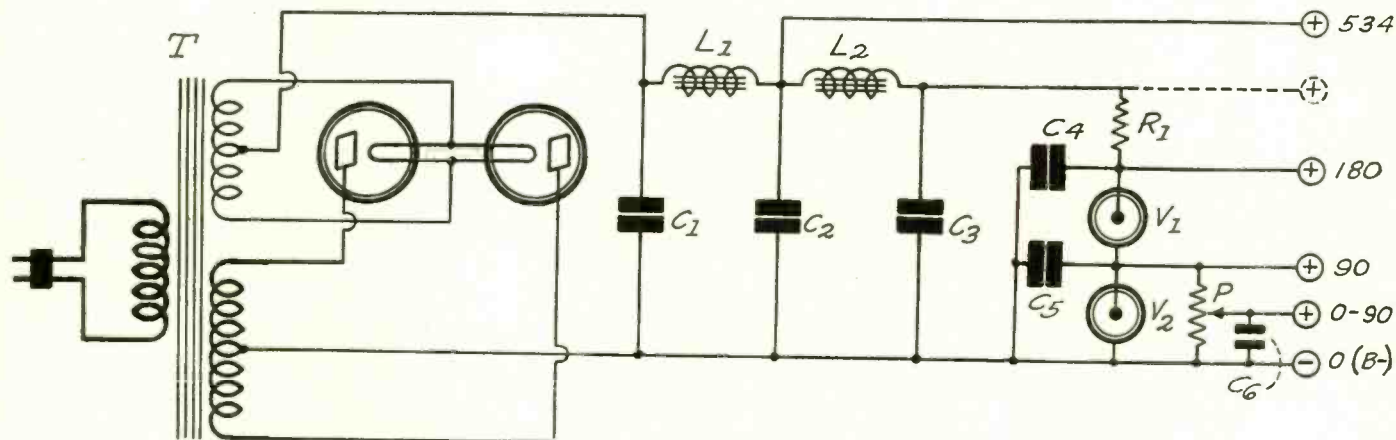 T
L1
L2
+ 534
+
C4
R1
+ 180
C1
C2
C3
V1
C5
+ 90
V2
P
+ 0-90
C6
- 0 (B-)